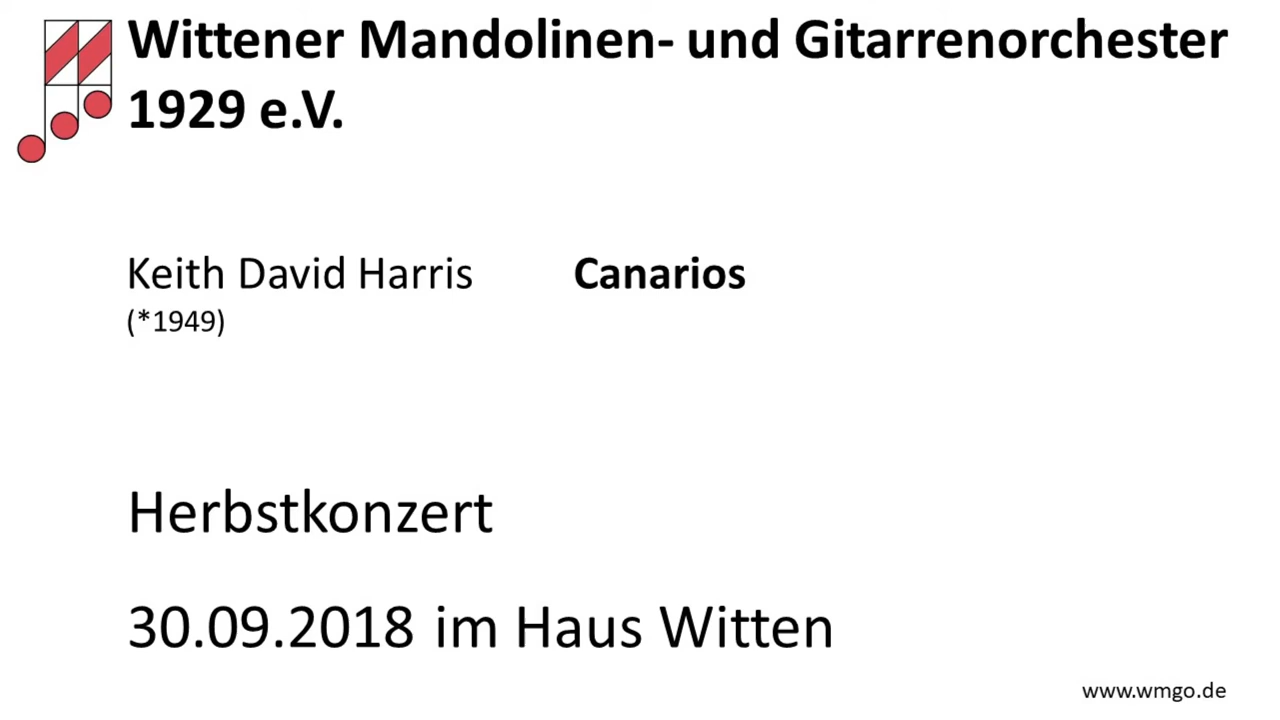 Wittener Mandolinen- und Gitarrenorchester
1929 e.V.
Keith David Harris Canarios
(*1949)
Herbstkonzert
30.09.2018 im Haus Witten
www.wmgo.de